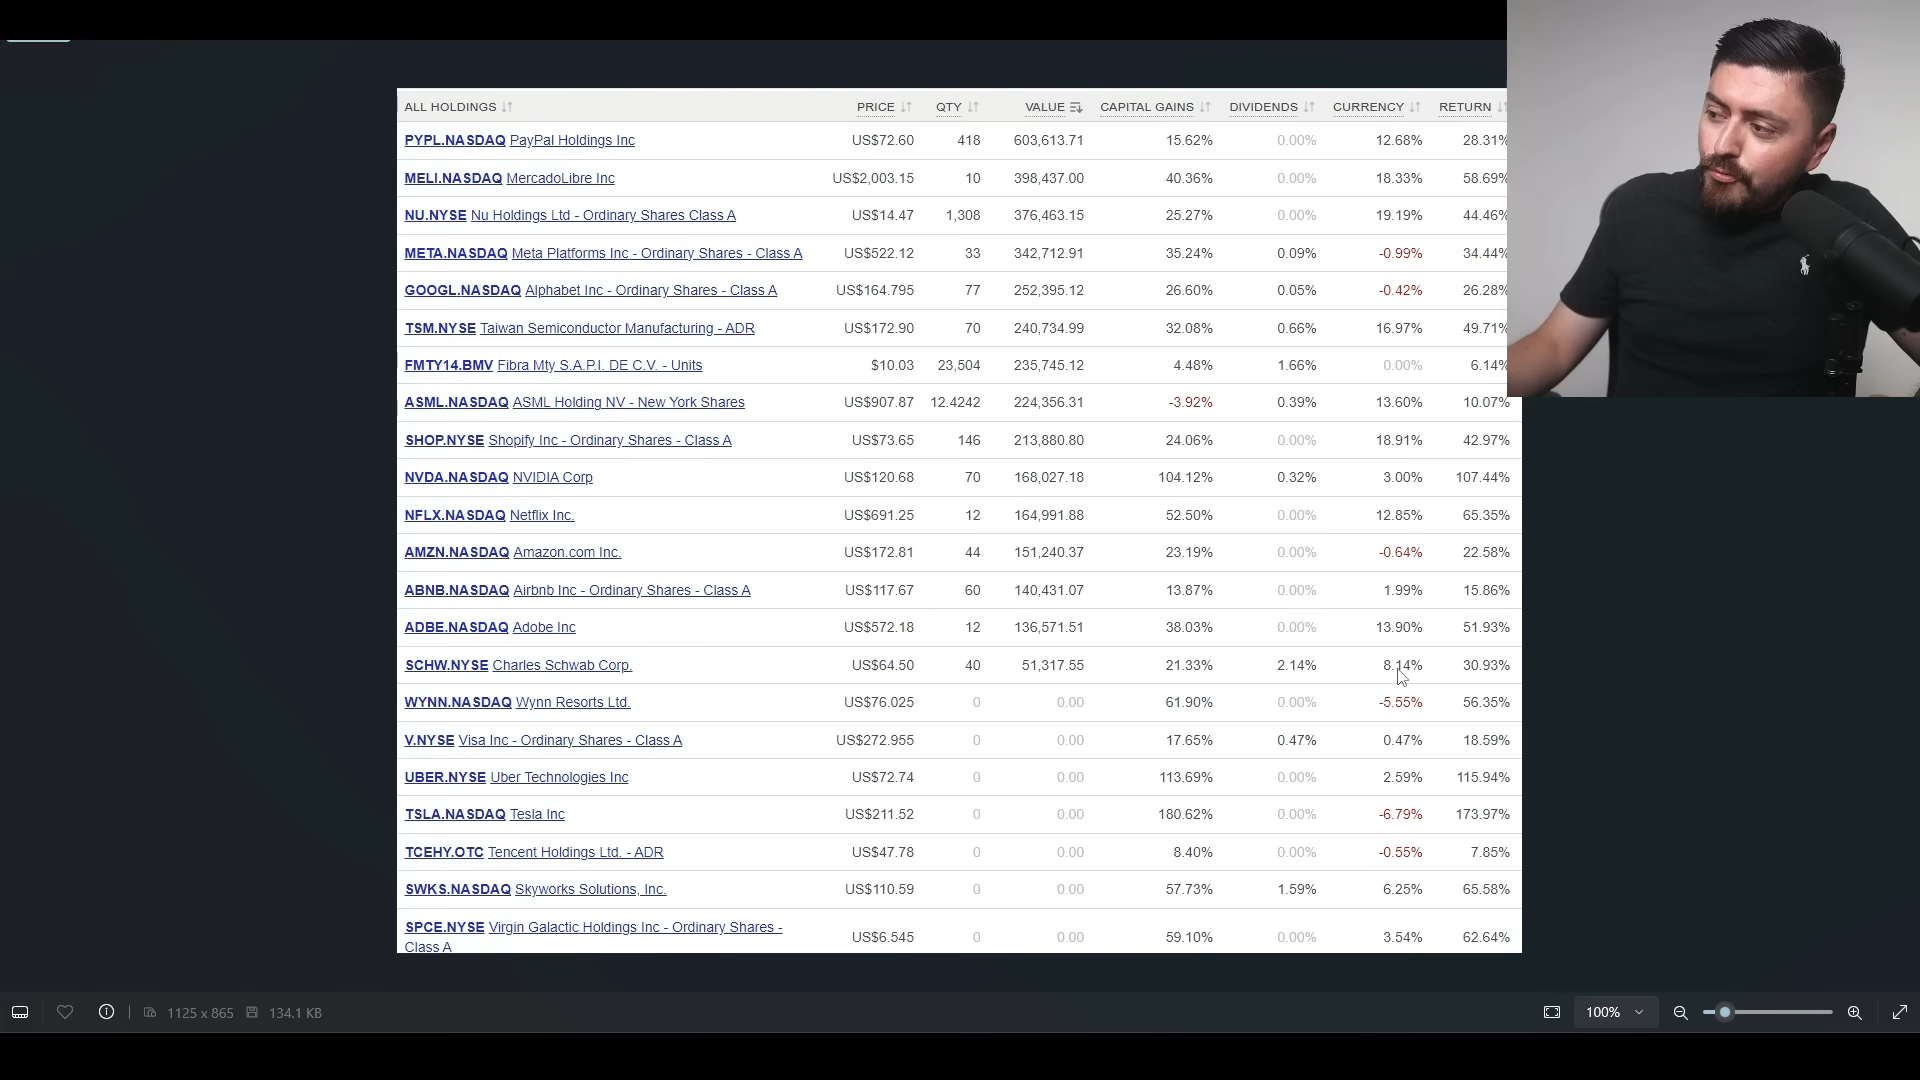 ALL HOLDINGS PRICE QTY VALUE CAPITAL GAINS DIVIDENDS CURRENCY RETURN
PYPL.NASDAQ PayPal Holdings Inc US$72.60 418 603,613.71 15.62% 0.00% 12.68% 28.31%
MELI.NASDAQ MercadoLibre Inc US$2,003.15 10 398,437.00 40.36% 0.00% 18.33% 58.69%
NU.NYSE Nu Holdings Ltd - Ordinary Shares Class A US$14.47 1,308 376,463.15 25.27% 0.00% 19.19% 44.46%
META.NASDAQ Meta Platforms Inc - Ordinary Shares - Class A US$522.12 33 342,712.91 35.24% 0.09% -0.99% 34.44%
GOOGL.NASDAQ Alphabet Inc - Ordinary Shares - Class A US$164.795 77 252,395.12 26.60% 0.05% -0.42% 26.28%
TSM.NYSE Taiwan Semiconductor Manufacturing - ADR US$172.90 70 240,734.99 32.08% 0.66% 16.97% 49.71%
FMTY14.BMV Fibra Mty S.A.P.I. DE C.V. - Units $10.03 23,504 235,745.12 4.48% 1.66% 0.00% 6.14%
ASML.NASDAQ ASML Holding NV - New York Shares US$907.87 12.4242 224,356.31 -3.92% 0.39% 13.60% 10.07%
SHOP.NYSE Shopify Inc - Ordinary Shares - Class A US$73.65 146 213,880.80 24.06% 0.00% 18.91% 42.97%
NVDA.NASDAQ NVIDIA Corp US$120.68 70 168,027.18 104.12% 0.32% 3.00% 107.44%
NFLX.NASDAQ Netflix Inc. US$691.25 12 164,991.88 52.50% 0.00% 12.85% 65.35%
AMZN.NASDAQ Amazon.com Inc. US$172.81 44 151,240.37 23.19% 0.00% -0.64% 22.58%
ABNB.NASDAQ Airbnb Inc - Ordinary Shares - Class A US$117.67 60 140,431.07 13.87% 0.00% 1.99% 15.86%
ADBE.NASDAQ Adobe Inc US$572.18 12 136,571.51 38.03% 0.00% 13.90% 51.93%
SCHW.NYSE Charles Schwab Corp. US$64.50 40 51,317.55 21.33% 2.14% 8.14% 30.93%
WYNN.NASDAQ Wynn Resorts Ltd. US$76.025 0 0.00 61.90% 0.00% -5.55% 56.35%
V.NYSE Visa Inc - Ordinary Shares - Class A US$272.955 0 0.00 17.65% 0.47% 0.47% 18.59%
UBER.NYSE Uber Technologies Inc US$72.74 0 0.00 113.69% 0.00% 2.59% 115.94%
TSLA.NASDAQ Tesla Inc US$211.52 0 0.00 180.62% 0.00% -6.79% 173.97%
TCEHY.OTC Tencent Holdings Ltd. - ADR US$47.78 0 0.00 8.40% 0.00% -0.55% 7.85%
SWKS.NASDAQ Skyworks Solutions, Inc. US$110.59 0 0.00 57.73% 1.59% 6.25% 65.58%
SPCE.NYSE Virgin Galactic Holdings Inc - Ordinary Shares -
Class A US$6.545 0 0.00 59.10% 0.00% 3.54% 62.64%
1125 x 865 134.1 KB 100%